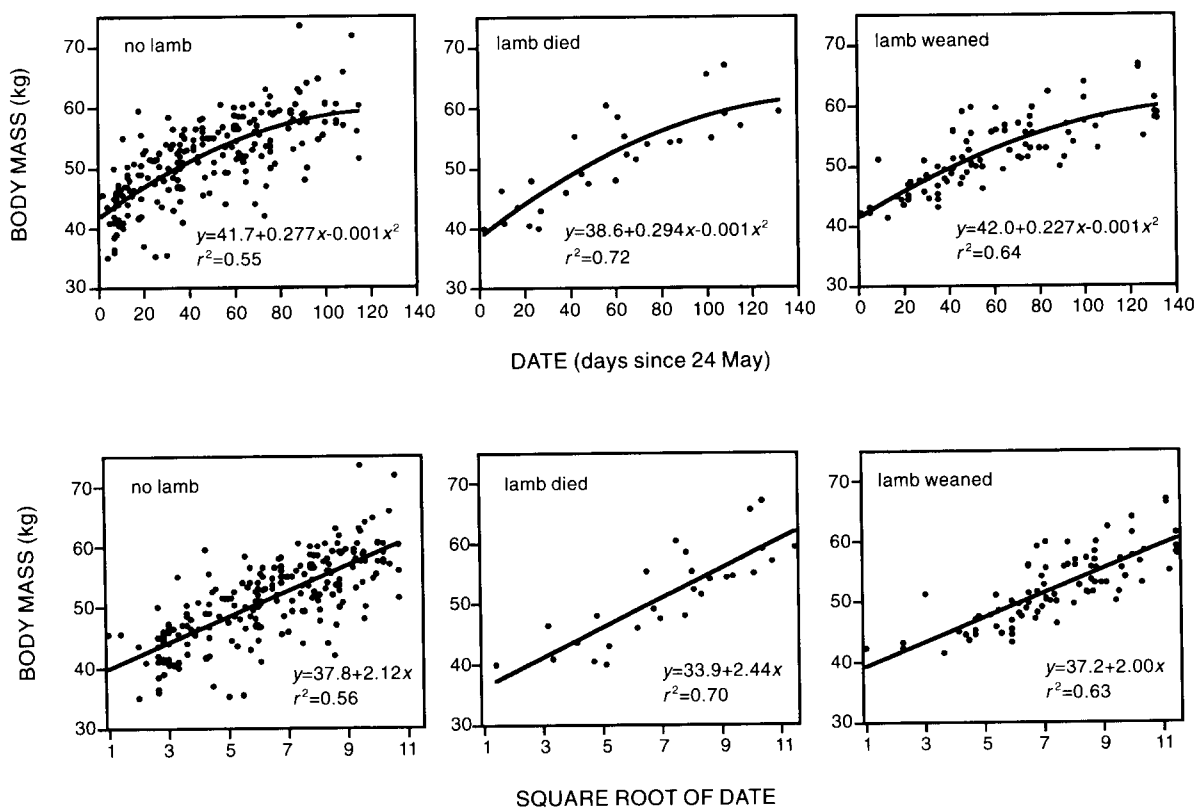 BODY MASS (kg)
70
60
50
40
30
no lamb
y=41.7+0.277x-0.001x²
r²=0.55
0 20 40 60 80 100 120 140
70
60
50
40
30
lamb died
y=38.6+0.294x-0.001x²
r²=0.72
0 20 40 60 80 100 120 140
70
60
50
40
30
lamb weaned
y=42.0+0.227x-0.001x²
r²=0.64
0 20 40 60 80 100 120 140
DATE (days since 24 May)
BODY MASS (kg)
70
60
50
40
30
no lamb
y=37.8+2.12x
r²=0.56
1 3 5 7 9 11
70
60
50
40
30
lamb died
y=33.9+2.44x
r²=0.70
1 3 5 7 9 11
70
60
50
40
30
lamb weaned
y=37.2+2.00x
r²=0.63
1 3 5 7 9 11
SQUARE ROOT OF DATE